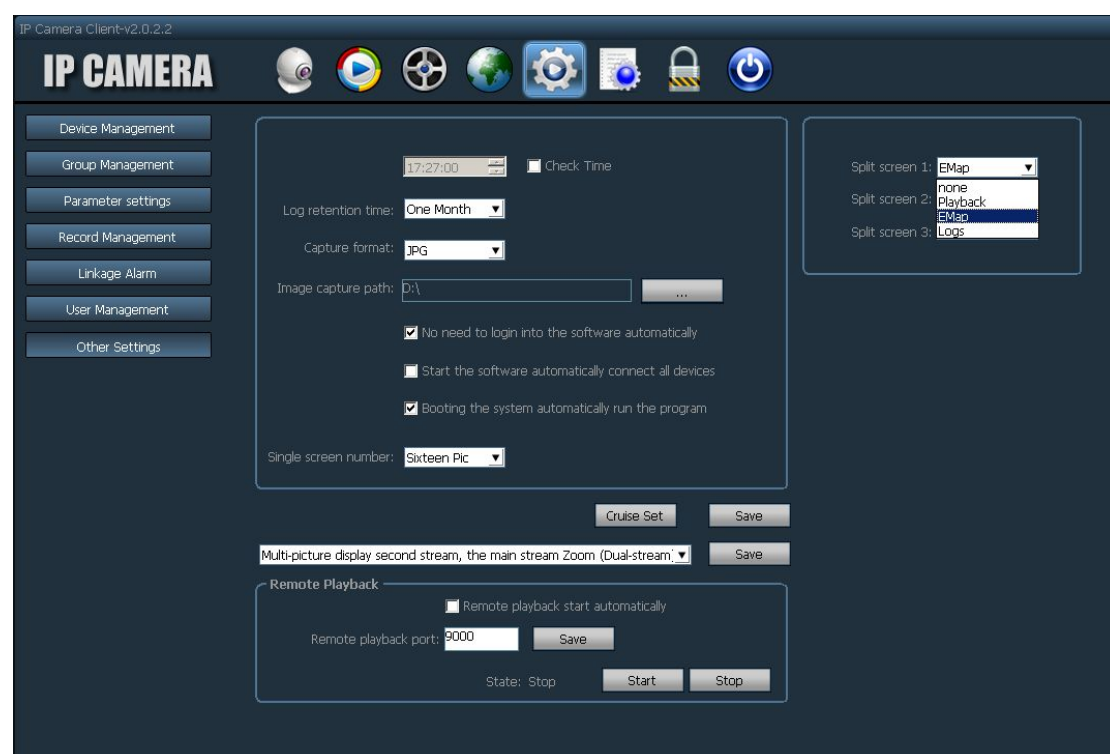 IP Camera Client-v2.0.2.2
IP CAMERA
Device Management
Group Management
Parameter settings
Record Management
Linkage Alarm
User Management
Other Settings
17:27:00 Check Time
Log retention time: One Month
Capture format: JPG
Image capture path: D:\ ...
No need to login into the software automatically
Start the software automatically connect all devices
Booting the system automatically run the program
Single screen number: Sixteen Pic
Cruise Set Save
Multi-picture display second stream, the main stream Zoom (Dual-stream) Save
Remote Playback
Remote playback start automatically
Remote playback port: 9000 Save
State: Stop Start Stop
Split screen 1: EMap
none
Split screen 2: Playback
EMap
Split screen 3: Logs